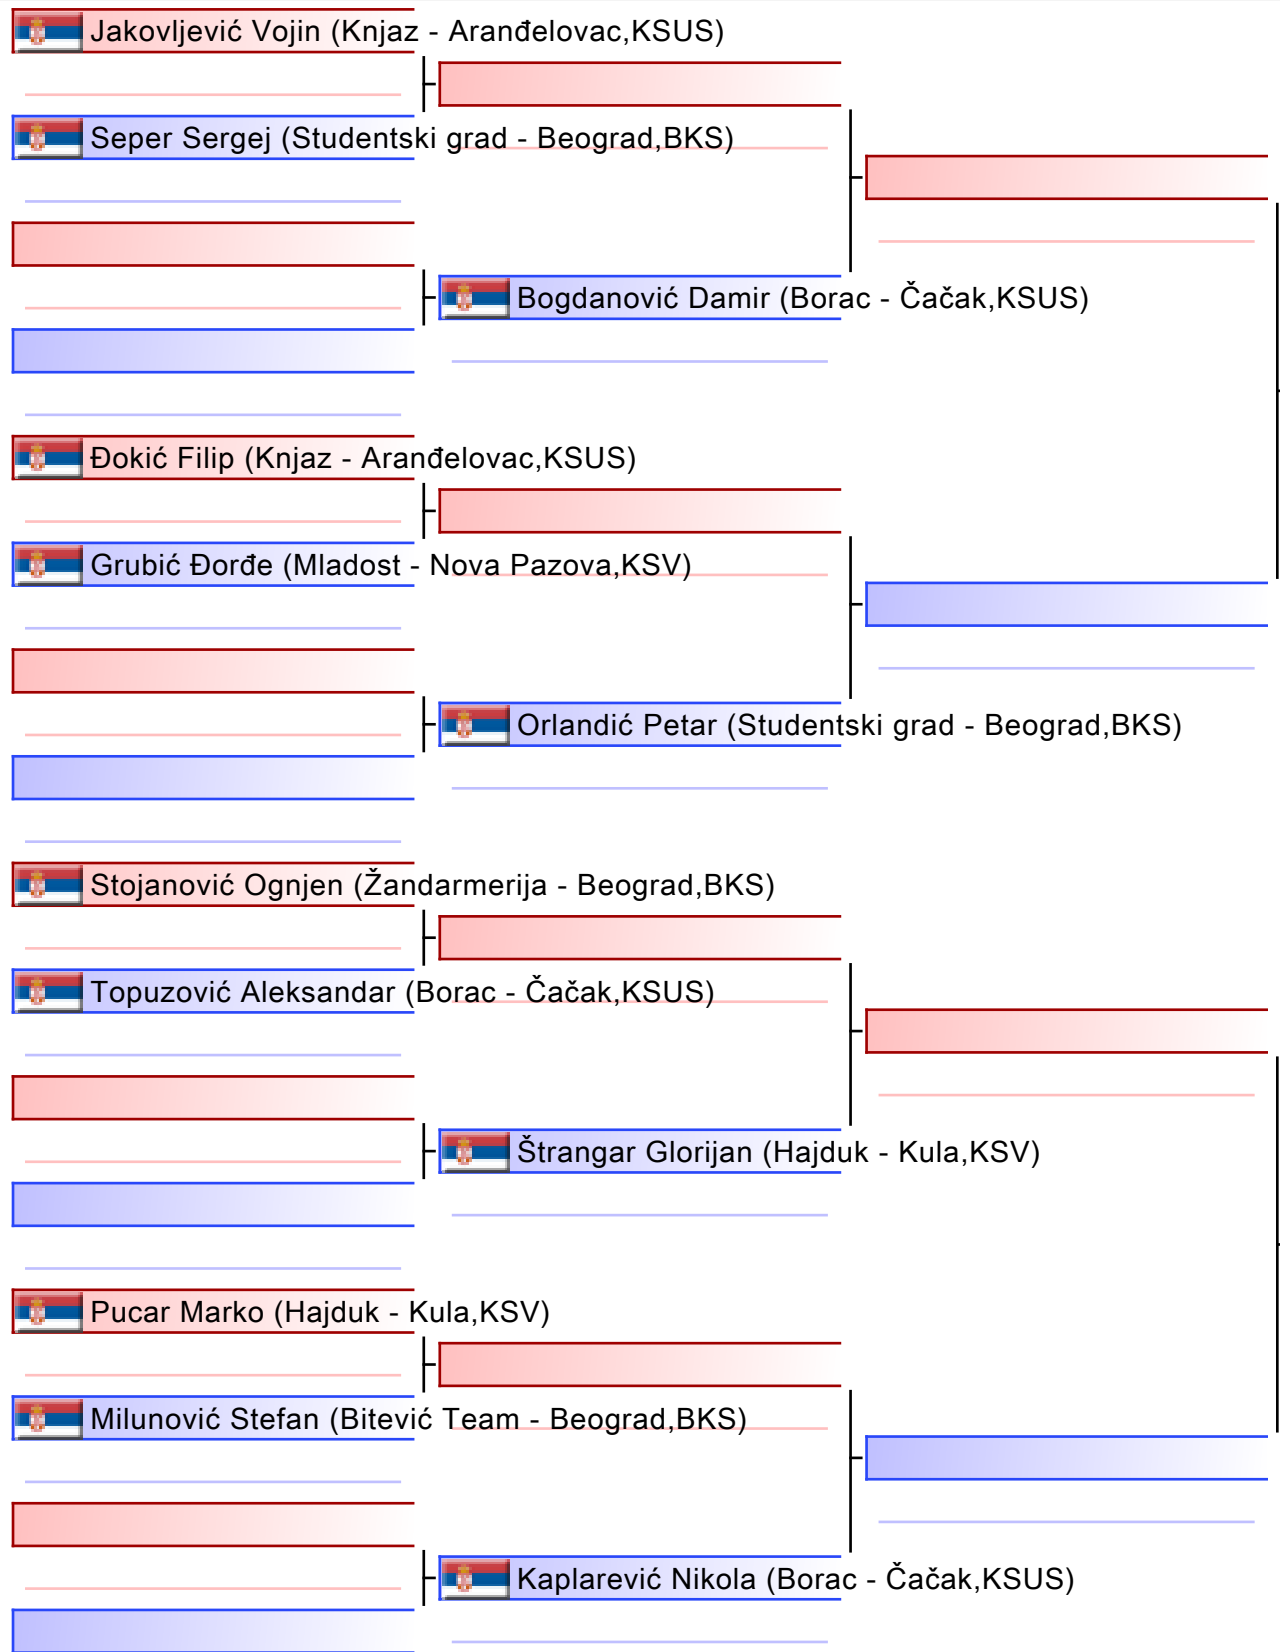 Jakovljević Vojin (Knjaz - Aranđelovac,KSUS)
Seper Sergej (Studentski grad - Beograd,BKS)
Bogdanović Damir (Borac - Čačak,KSUS)
Đokić Filip (Knjaz - Aranđelovac,KSUS)
Grubić Đorđe (Mladost - Nova Pazova,KSV)
Orlandić Petar (Studentski grad - Beograd,BKS)
Stojanović Ognjen (Žandarmerija - Beograd,BKS)
Topuzović Aleksandar (Borac - Čačak,KSUS)
Štrangar Glorijan (Hajduk - Kula,KSV)
Pucar Marko (Hajduk - Kula,KSV)
Milunović Stefan (Bitević Team - Beograd,BKS)
Kaplarević Nikola (Borac - Čačak,KSUS)